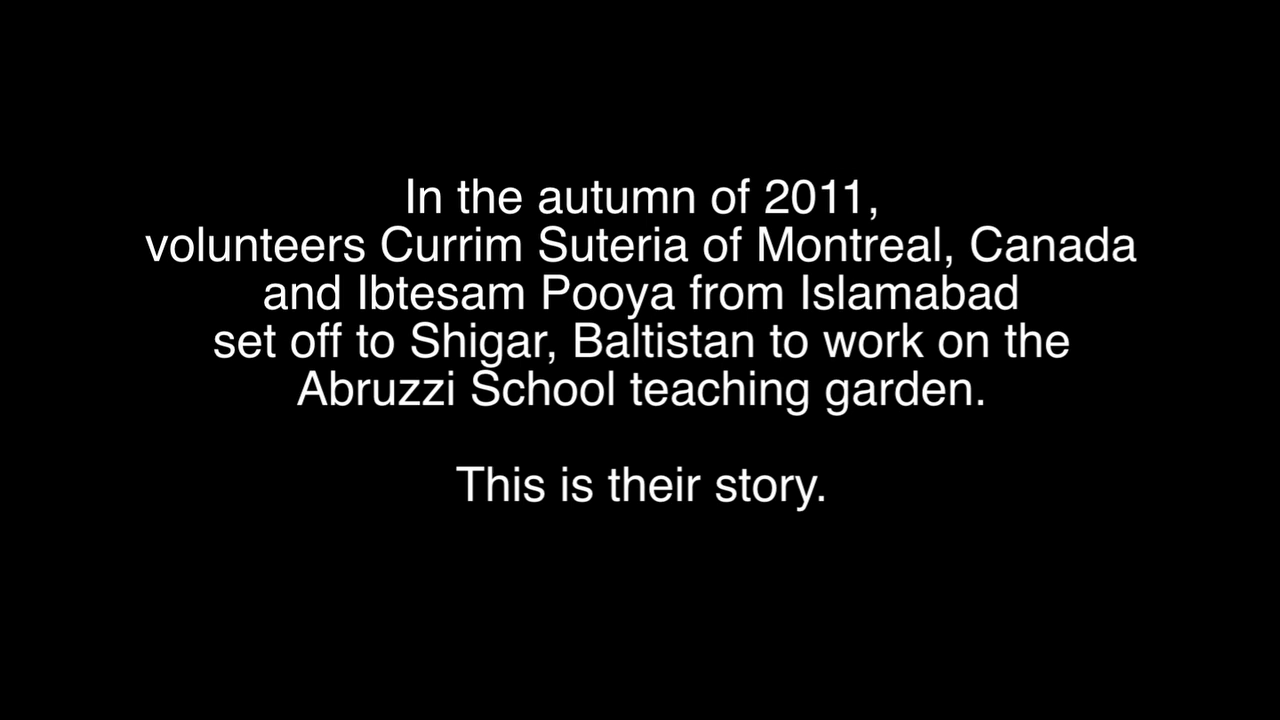 In the autumn of 2011,
volunteers Currim Suteria of Montreal, Canada
and Ibtesam Pooya from Islamabad
set off to Shigar, Baltistan to work on the
Abruzzi School teaching garden.
This is their story.